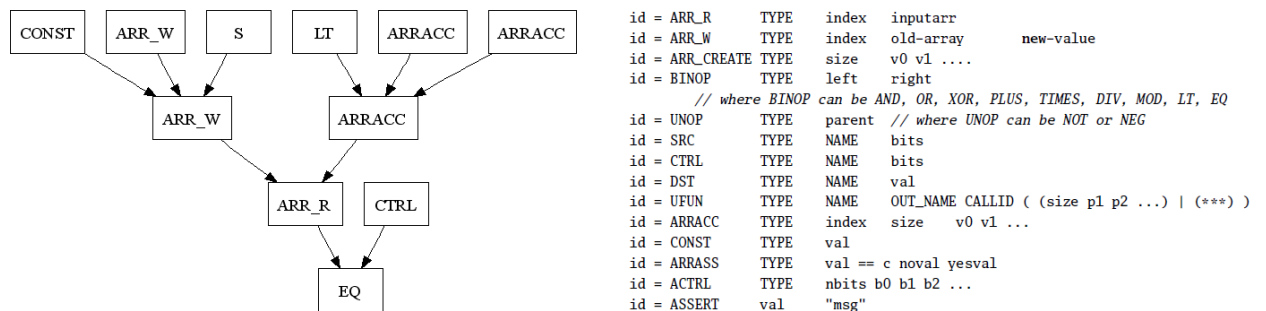 CONST ARR_W S LT ARRACC ARRACC
ARR_W ARRACC
ARR_R CTRL
EQ
id = ARR_R TYPE index inputarr
id = ARR_W TYPE index old-array new-value
id = ARR_CREATE TYPE size v0 v1 ....
id = BINOP TYPE left right
// where BINOP can be AND, OR, XOR, PLUS, TIMES, DIV, MOD, LT, EQ
id = UNOP TYPE parent // where UNOP can be NOT or NEG
id = SRC TYPE NAME bits
id = CTRL TYPE NAME bits
id = DST TYPE NAME val
id = UFUN TYPE NAME OUT_NAME CALLID ( (size p1 p2 ...) | (***) )
id = ARRACC TYPE index size v0 v1 ...
id = CONST TYPE val
id = ARRASS TYPE val == c noval yesval
id = ACTRL TYPE nbits b0 b1 b2 ...
id = ASSERT val "msg"